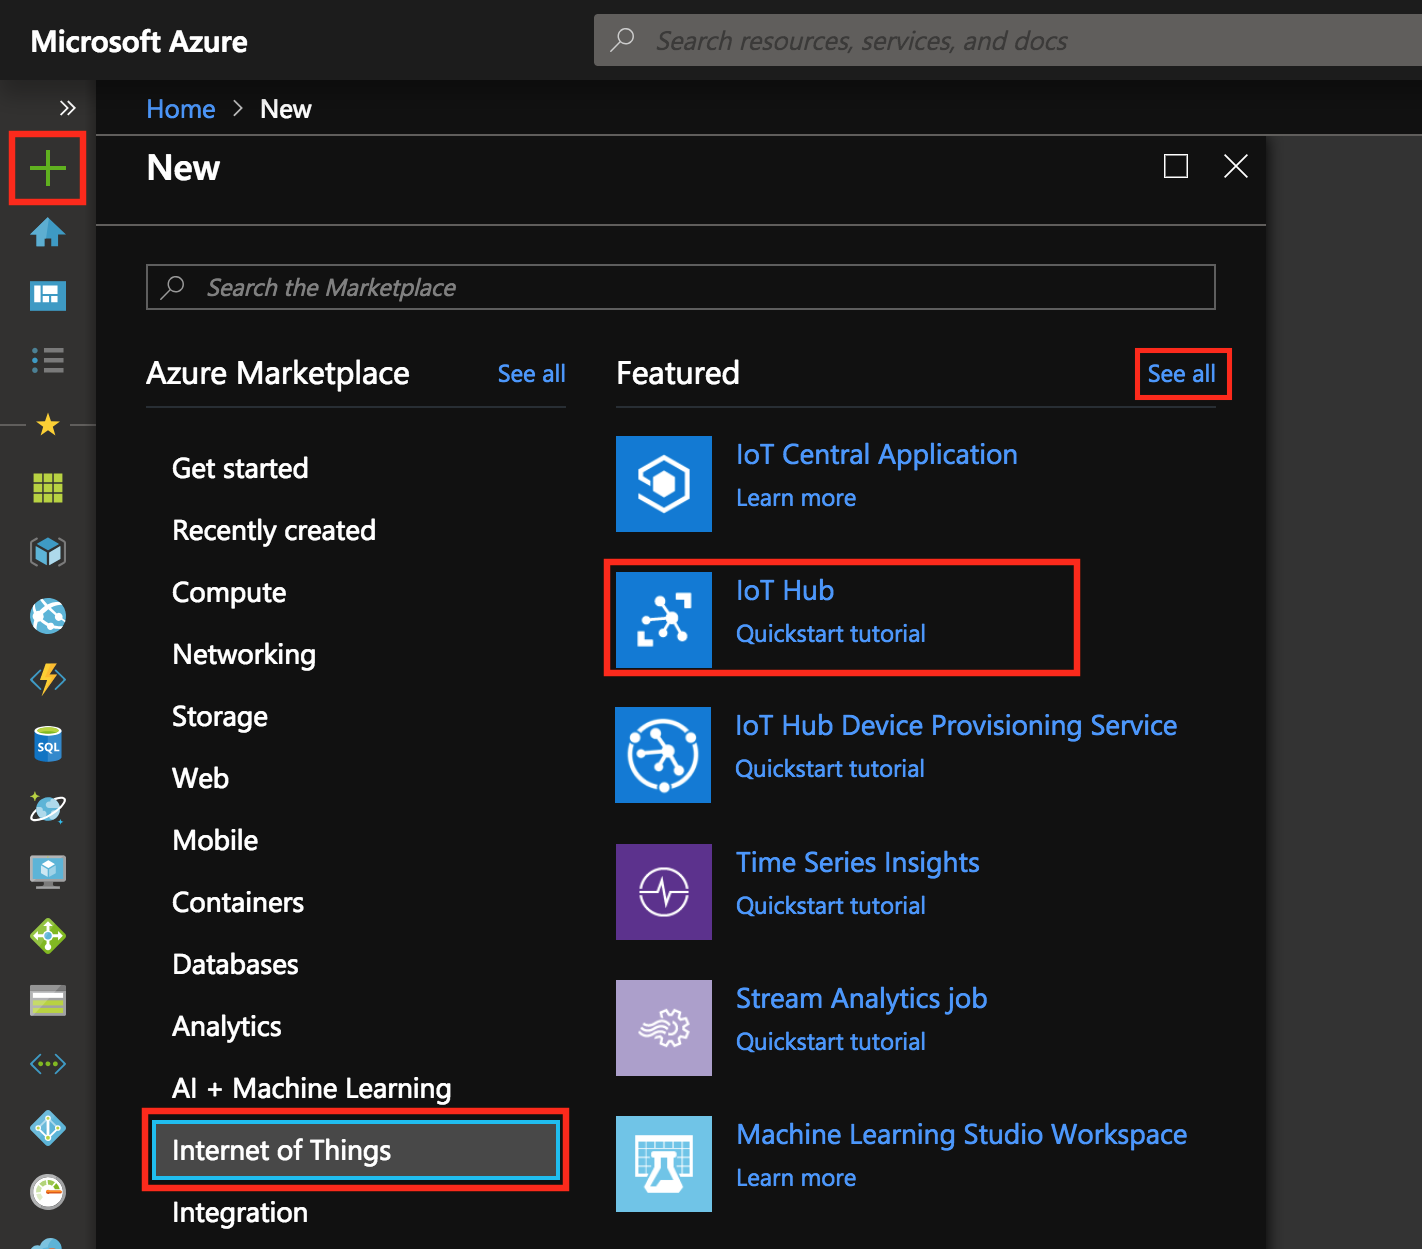 Microsoft Azure
Search resources, services, and docs
Home > New
New
Search the Marketplace
Azure Marketplace
See all
Get started
Recently created
Compute
Networking
Storage
Web
Mobile
Containers
Databases
Analytics
AI + Machine Learning
Internet of Things
Integration
Featured
See all
IoT Central Application
Learn more
IoT Hub
Quickstart tutorial
IoT Hub Device Provisioning Service
Quickstart tutorial
Time Series Insights
Quickstart tutorial
Stream Analytics job
Quickstart tutorial
Machine Learning Studio Workspace
Learn more
SQL